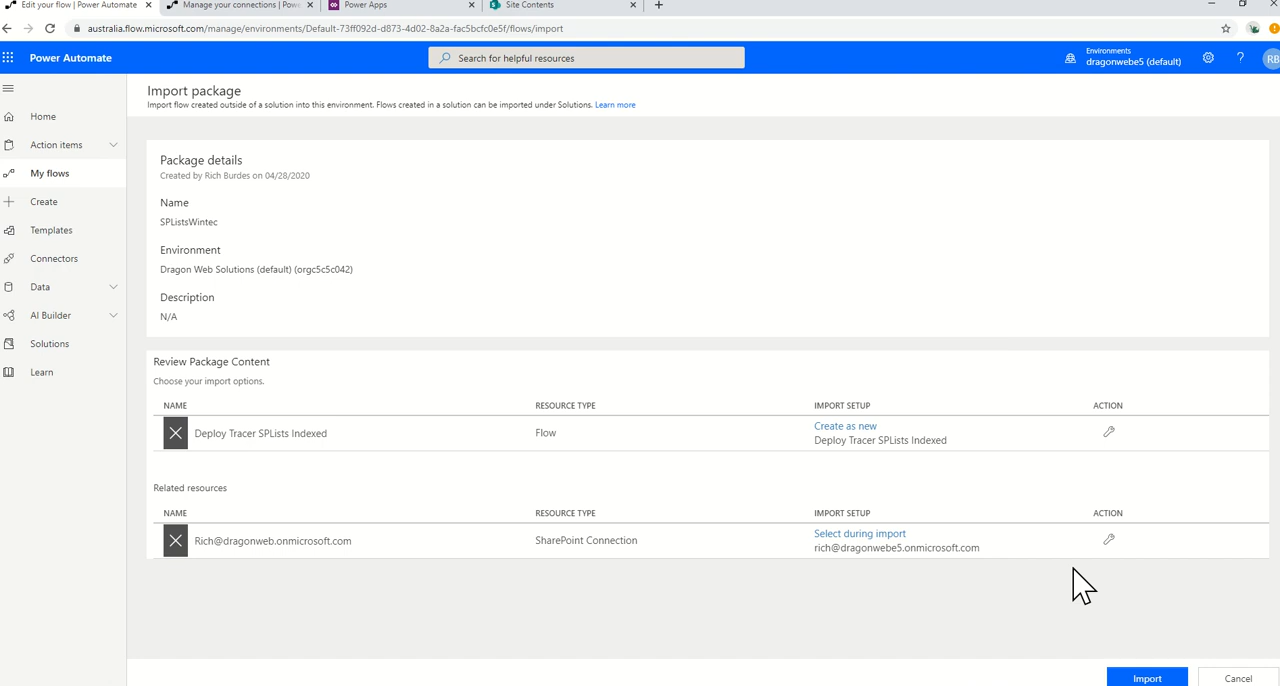 Edit your flow | Power Automate
Manage your connections | Power
Power Apps
Site Contents
australia.flow.microsoft.com/manage/environments/Default-73ff092d-d873-4d02-8a2a-fac5bcfc0e5f/flows/import
Power Automate
Search for helpful resources
Environments
dragonwebe5 (default)
?
RB
Home
Action items
My flows
Create
Templates
Connectors
Data
AI Builder
Solutions
Learn
Import package
Import flow created outside of a solution into this environment. Flows created in a solution can be imported under Solutions. Learn more
Package details
Created by Rich Burdes on 04/28/2020
Name
SPListsWintec
Environment
Dragon Web Solutions (default) (orgc5c5c042)
Description
N/A
Review Package Content
Choose your import options.
NAME RESOURCE TYPE IMPORT SETUP ACTION
Deploy Tracer SPLists Indexed Flow Create as new
Deploy Tracer SPLists Indexed
Related resources
NAME RESOURCE TYPE IMPORT SETUP ACTION
Rich@dragonweb.onmicrosoft.com SharePoint Connection Select during import
rich@dragonwebe5.onmicrosoft.com
Import Cancel